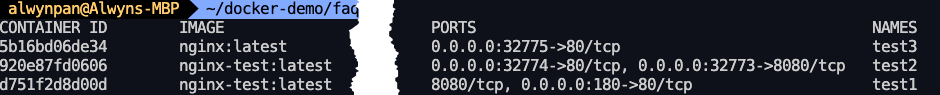 alwynpan@Alwyns-MBP ~/docker-demo/fac
CONTAINER ID IMAGE PORTS NAMES
5b16bd06de34 nginx:latest 0.0.0.0:32775->80/tcp test3
920e87fd0606 nginx-test:latest 0.0.0.0:32774->80/tcp, 0.0.0.0:32773->8080/tcp test2
d751f2d8d00d nginx-test:latest 8080/tcp, 0.0.0.0:180->80/tcp test1